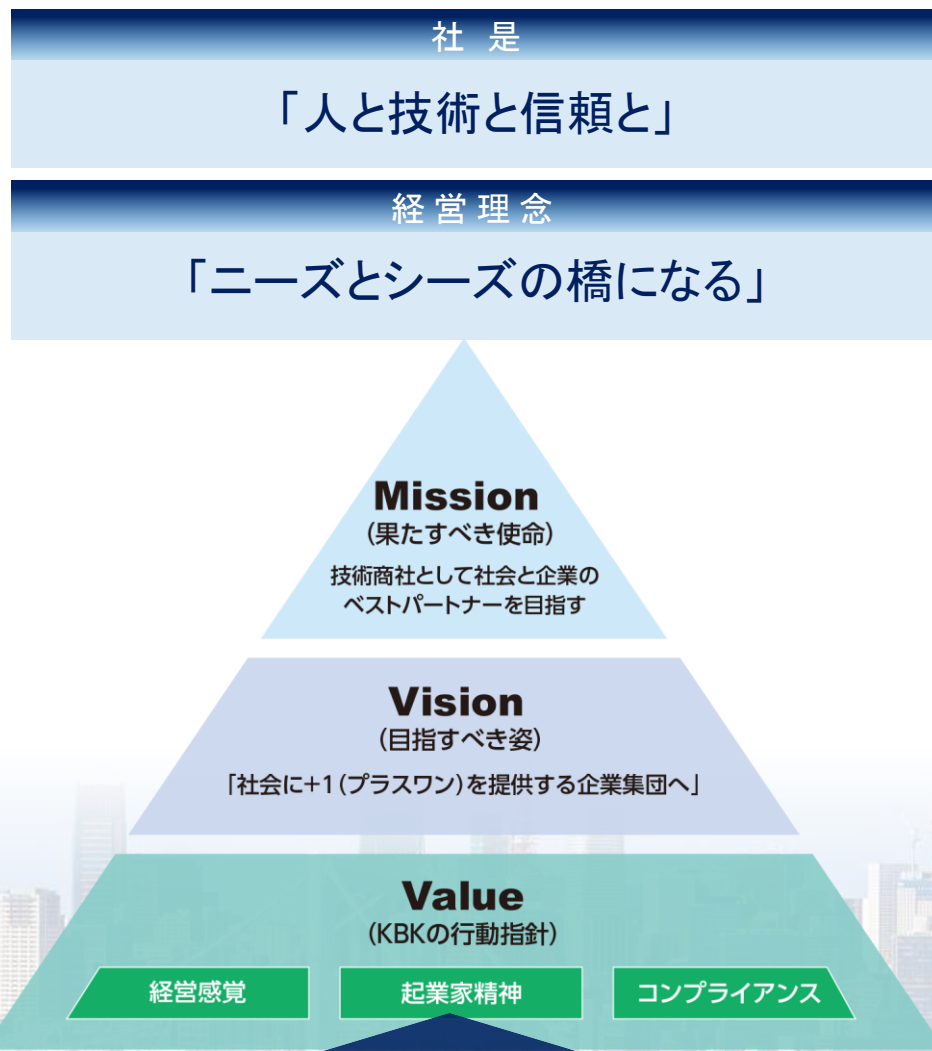 社 是
「人と技術と信頼と」
経営理念
「ニーズとシーズの橋になる」
Mission
(果たすべき使命)
技術商社として社会と企業の
ベストパートナーを目指す
Vision
(目指すべき姿)
「社会に+1(プラスワン)を提供する企業集団へ」
Value
(KBKの行動指針)
経営感覚
起業家精神
コンプライアンス